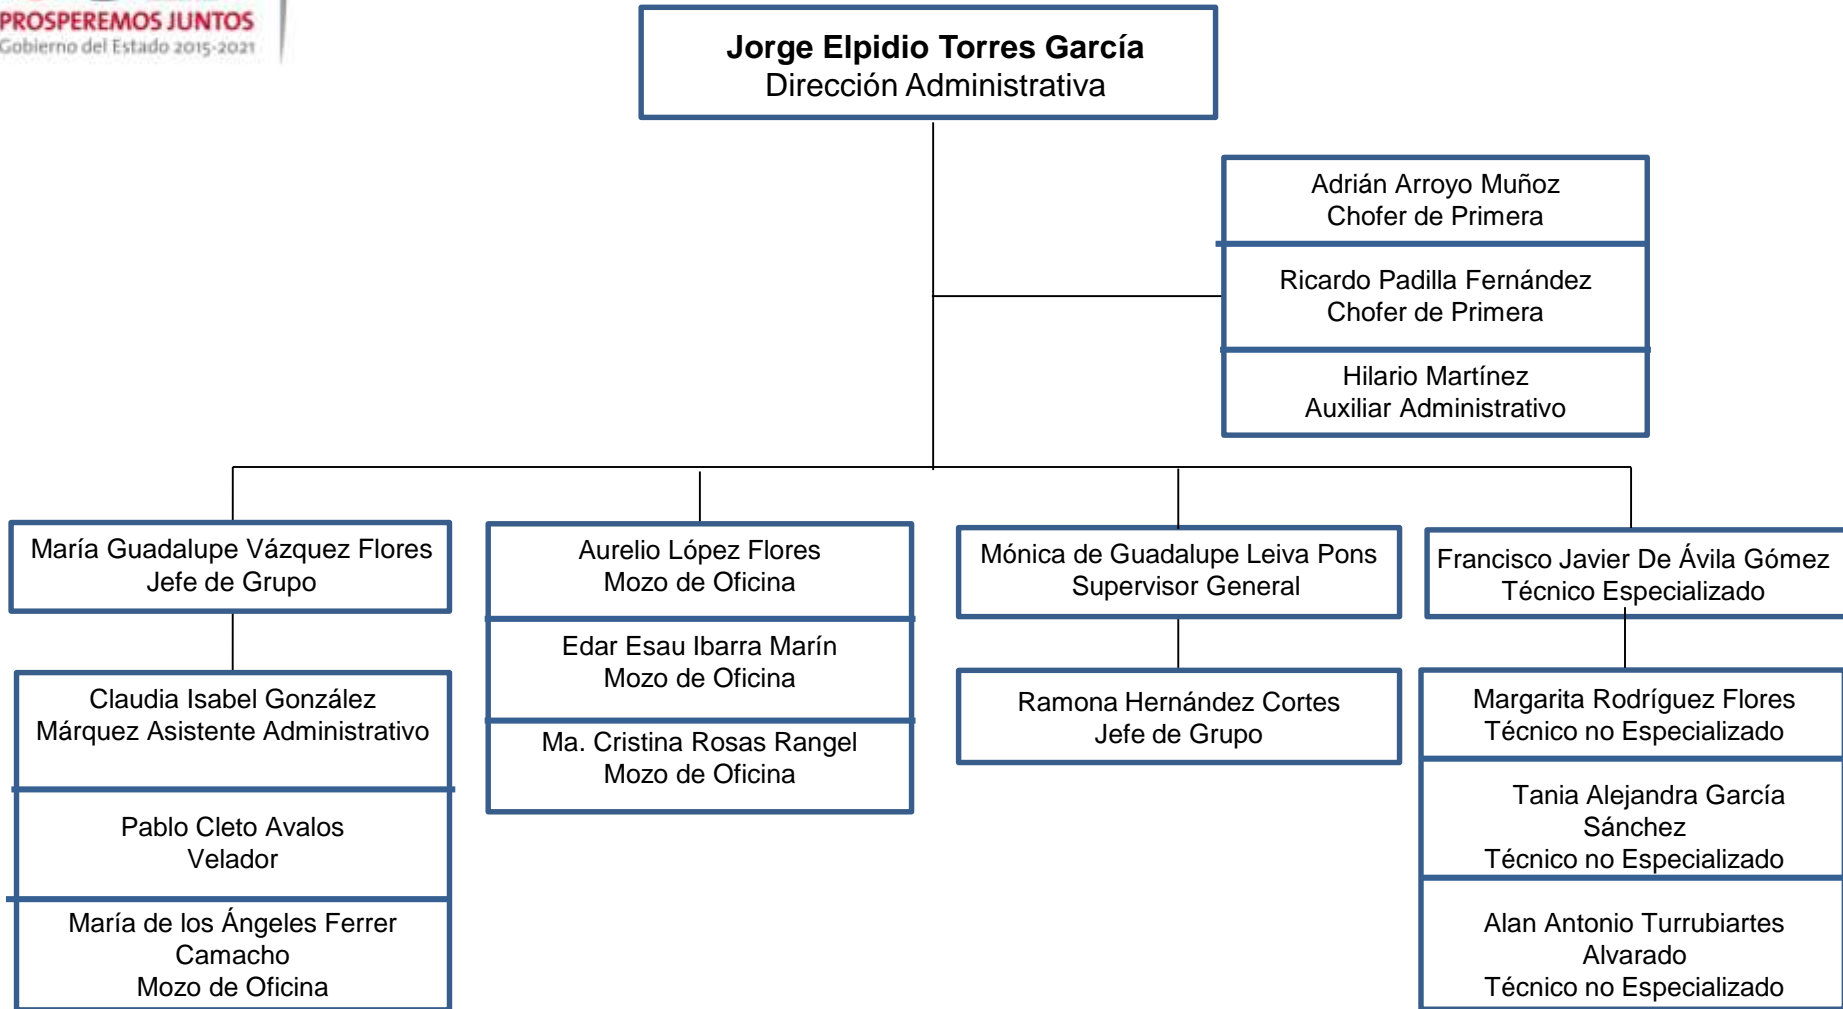 PROSPEREMOS JUNTOS
Gobierno del Estado 2015-2021
Jorge Elpidio Torres García
Dirección Administrativa
Adrián Arroyo Muñoz
Chofer de Primera
Ricardo Padilla Fernández
Chofer de Primera
Hilario Martínez
Auxiliar Administrativo
María Guadalupe Vázquez Flores
Jefe de Grupo
Claudia Isabel González
Márquez Asistente Administrativo
Pablo Cleto Avalos
Velador
María de los Ángeles Ferrer
Camacho
Mozo de Oficina
Aurelio López Flores
Mozo de Oficina
Edar Esau Ibarra Marín
Mozo de Oficina
Ma. Cristina Rosas Rangel
Mozo de Oficina
Mónica de Guadalupe Leiva Pons
Supervisor General
Ramona Hernández Cortes
Jefe de Grupo
Francisco Javier De Ávila Gómez
Técnico Especializado
Margarita Rodríguez Flores
Técnico no Especializado
Tania Alejandra García
Sánchez
Técnico no Especializado
Alan Antonio Turrubiartes
Alvarado
Técnico no Especializado